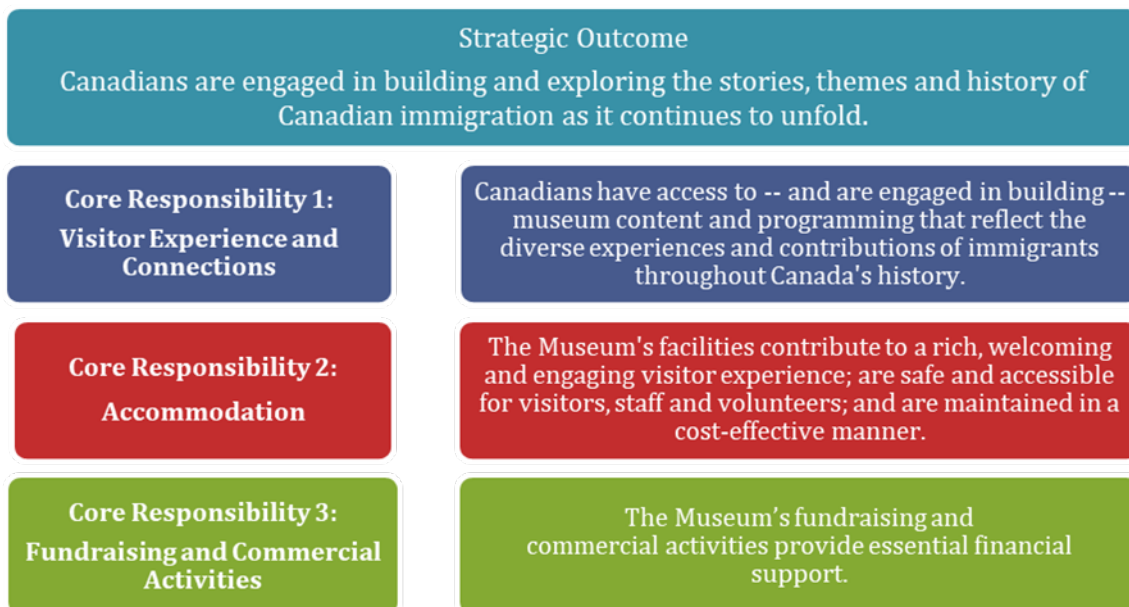 Strategic Outcome
Canadians are engaged in building and exploring the stories, themes and history of
Canadian immigration as it continues to unfold.
Core Responsibility 1:
Visitor Experience and
Connections
Canadians have access to -- and are engaged in building --
museum content and programming that reflect the
diverse experiences and contributions of immigrants
throughout Canada's history.
Core Responsibility 2:
Accommodation
The Museum's facilities contribute to a rich, welcoming
and engaging visitor experience; are safe and accessible
for visitors, staff and volunteers; and are maintained in a
cost-effective manner.
Core Responsibility 3:
Fundraising and Commercial
Activities
The Museum’s fundraising and
commercial activities provide essential financial
support.